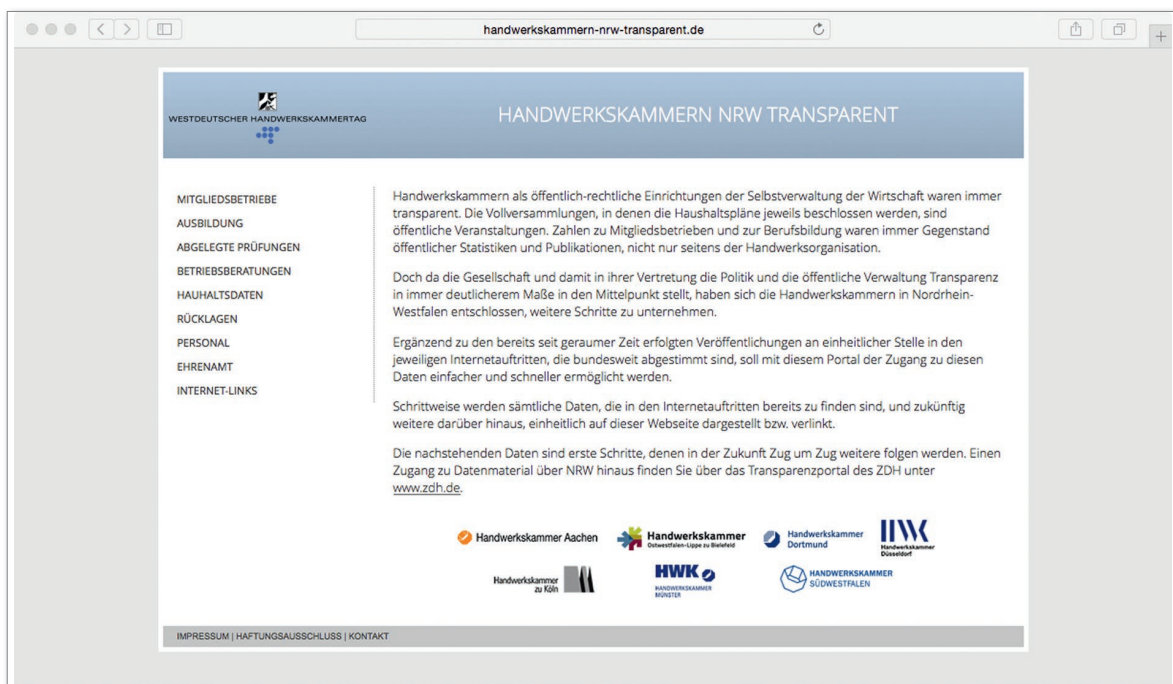 handwerkskammern-nrw-transparent.de
WESTDEUTSCHER HANDWERKSKAMMERTAG
HANDWERKSKAMMERN NRW TRANSPARENT
MITGLIEDSBETRIEBE
AUSBILDUNG
ABGELEGTE PRÜFUNGEN
BETRIEBSBERATUNGEN
HAUHALTSDATEN
RÜCKLAGEN
PERSONAL
EHRENAMT
INTERNET-LINKS
Handwerkskammern als öffentlich-rechtliche Einrichtungen der Selbstverwaltung der Wirtschaft waren immer
transparent. Die Vollversammlungen, in denen die Haushaltspläne jeweils beschlossen werden, sind
öffentliche Veranstaltungen. Zahlen zu Mitgliedsbetrieben und zur Berufsbildung waren immer Gegenstand
öffentlicher Statistiken und Publikationen, nicht nur seitens der Handwerksorganisation.
Doch da die Gesellschaft und damit in ihrer Vertretung die Politik und die öffentliche Verwaltung Transparenz
in immer deutlicherem Maße in den Mittelpunkt stellt, haben sich die Handwerkskammern in Nordrhein-
Westfalen entschlossen, weitere Schritte zu unternehmen.
Ergänzend zu den bereits seit geraumer Zeit erfolgten Veröffentlichungen an einheitlicher Stelle in den
jeweiligen Internetauftritten, die bundesweit abgestimmt sind, soll mit diesem Portal der Zugang zu diesen
Daten einfacher und schneller ermöglicht werden.
Schrittweise werden sämtliche Daten, die in den Internetauftritten bereits zu finden sind, und zukünftig
weitere darüber hinaus, einheitlich auf dieser Webseite dargestellt bzw. verlinkt.
Die nachstehenden Daten sind erste Schritte, denen in der Zukunft Zug um Zug weitere folgen werden. Einen
Zugang zu Datenmaterial über NRW hinaus finden Sie über das Transparenzportal des ZDH unter
www.zdh.de.
Handwerkskammer Aachen
Handwerkskammer
Ostwestfalen-Lippe zu Bielefeld
Handwerkskammer
Dortmund
HWK
Handwerkskammer
Düsseldorf
Handwerkskammer
zu Köln
HWK
HANDWERKSKAMMER
MÜNSTER
HANDWERKSKAMMER
SÜDWESTFALEN
IMPRESSUM | HAFTUNGSAUSSCHLUSS | KONTAKT